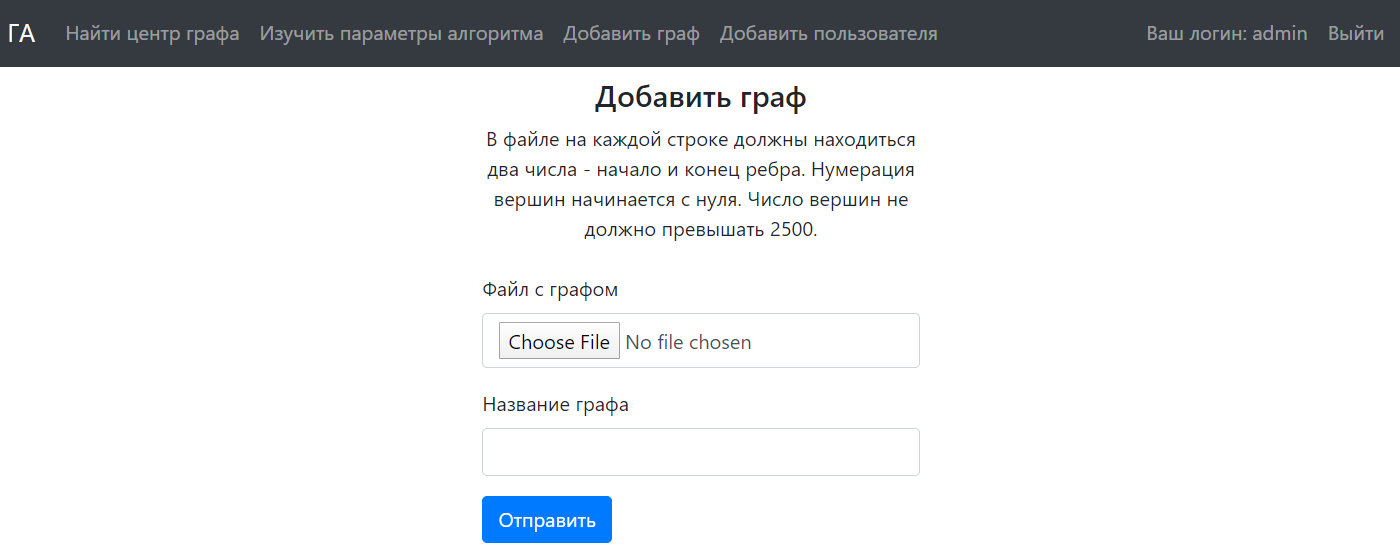 ГА Найти центр графа Изучить параметры алгоритма Добавить граф Добавить пользователя Ваш логин: admin Выйти
Добавить граф
В файле на каждой строке должны находиться
два числа - начало и конец ребра. Нумерация
вершин начинается с нуля. Число вершин не
должно превышать 2500.
Файл с графом
Choose File No file chosen
Название графа
Отправить